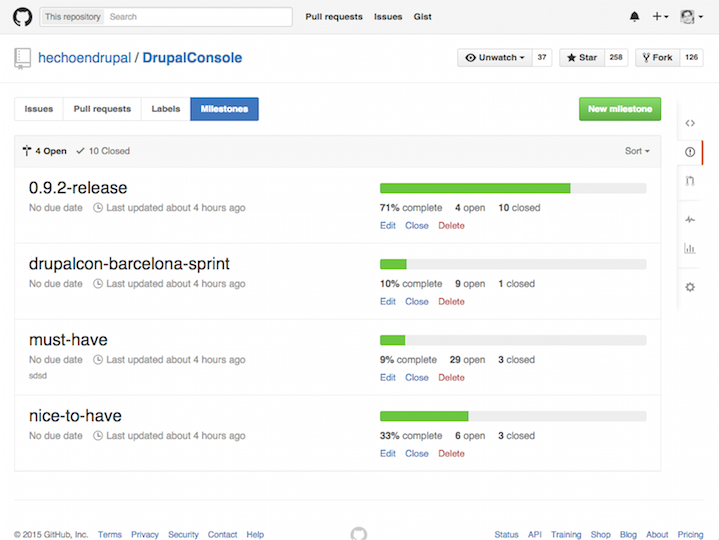 This repository Search Pull requests Issues Gist
hechoendrupal / DrupalConsole Unwatch 37 Star 258 Fork 126
Issues Pull requests Labels Milestones New milestone
4 Open 10 Closed Sort
0.9.2-release
No due date Last updated about 4 hours ago
71% complete 4 open 10 closed
Edit Close Delete
drupalcon-barcelona-sprint
No due date Last updated about 4 hours ago
10% complete 9 open 1 closed
Edit Close Delete
must-have
No due date Last updated about 4 hours ago
sdsd
9% complete 29 open 3 closed
Edit Close Delete
nice-to-have
No due date Last updated about 4 hours ago
33% complete 6 open 3 closed
Edit Close Delete
© 2015 GitHub, Inc. Terms Privacy Security Contact Help Status API Training Shop Blog About Pricing